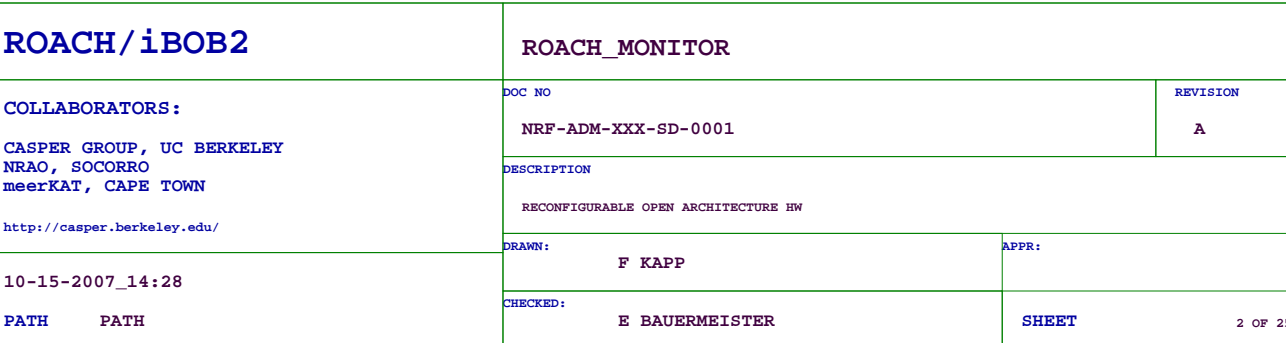 ROACH/iBOB2
ROACH_MONITOR
COLLABORATORS:
CASPER GROUP, UC BERKELEY
NRAO, SOCORRO
meerKAT, CAPE TOWN
http://casper.berkeley.edu/
10-15-2007_14:28
PATH PATH
DOC NO
NRF-ADM-XXX-SD-0001
REVISION
A
DESCRIPTION
RECONFIGURABLE OPEN ARCHITECTURE HW
DRAWN:
F KAPP
APPR:
CHECKED:
E BAUERMEISTER
SHEET 2 OF